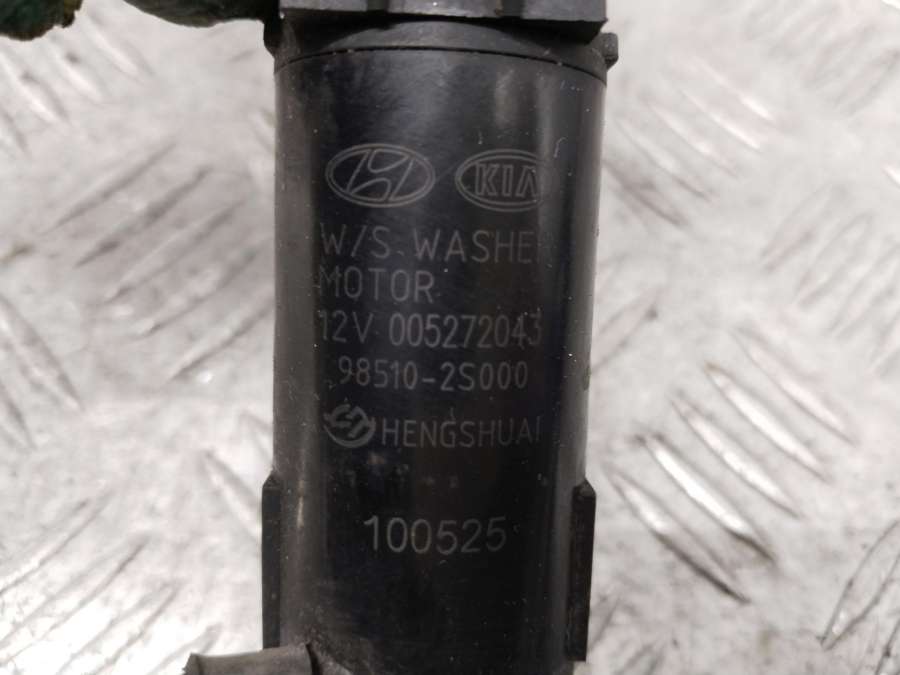 KIA
W/S WASHER
MOTOR
12V 005272043
98510-2S000
HENGSHUAI
100525